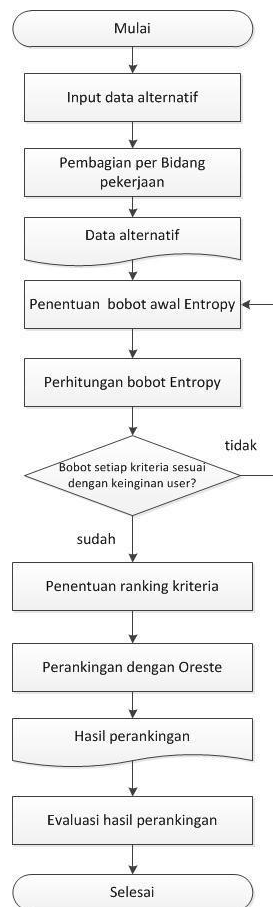 Mulai
Input data alternatif
Pembagian per Bidang
pekerjaan
Data alternatif
Penentuan bobot awal Entropy
Perhitungan bobot Entropy
tidak
Bobot setiap kriteria sesuai
dengan keinginan user?
sudah
Penentuan ranking kriteria
Perankingan dengan Oreste
Hasil perankingan
Evaluasi hasil perankingan
Selesai